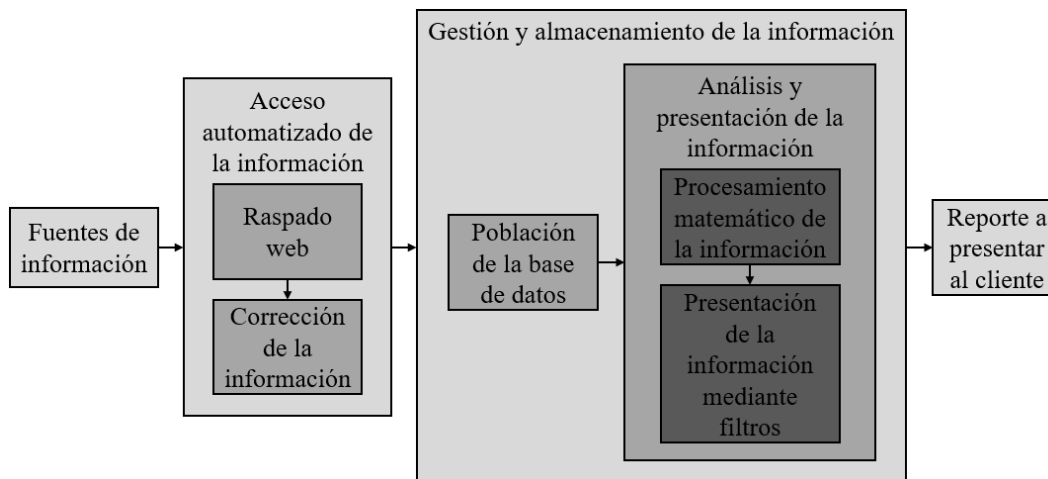 Fuentes de
información
Acceso
automatizado de
la información
Raspado
web
Corrección
de la
información
Gestión y almacenamiento de la información
Población
de la base
de datos
Análisis y
presentación de la
información
Procesamiento
matemático de
la información
Presentación
de la
información
mediante
filtros
Reporte a
presentar
al cliente